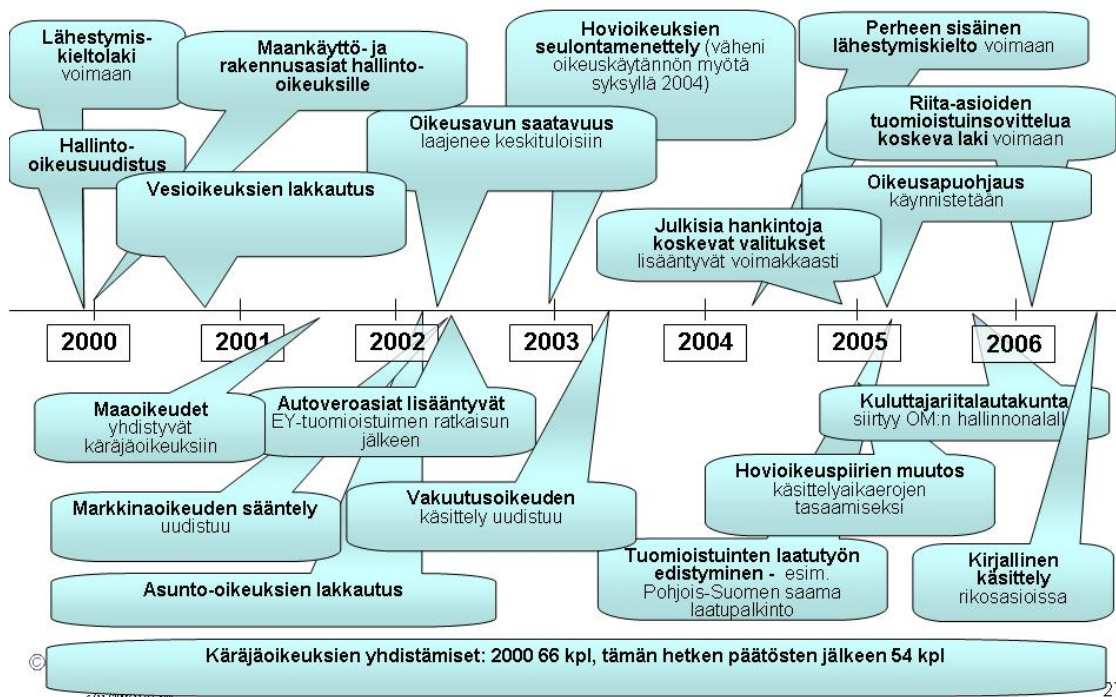 Lähestymis-
kieltolaki
voimaan
Maankäyttö- ja
rakennusasiat hallinto-
oikeuksille
Hovioikeuksien
seulontamenettely (väheni
oikeuskäytännön myötä
syksyllä 2004)
Perheen sisäinen
lähestymiskielto voimaan
Hallinto-
oikeusuudistus
Oikeusavun saatavuus
laajenee keskituloisiin
Riita-asioiden
tuomioistuinsovittelua
koskeva laki voimaan
Vesioikeuksien lakkautus
Oikeusapuohjaus
käynnistetään
Julkisia hankintoja
koskevat valitukset
lisääntyvät voimakkaasti
2000
2001
2002
2003
2004
2005
2006
Maaoikeudet
yhdistyvät
käräjäoikeuksiin
Autoveroasiat lisääntyvät
EY-tuomioistuimen ratkaisun
jälkeen
Kuluttajariitalautakunta
siirtyy OM:n hallinnonalall
Markkinaoikeuden sääntely
uudistuu
Vakuutusoikeuden
käsittely uudistuu
Hovioikeuspiirien muutos
käsittelyaikaerojen
tasaamiseksi
Asunto-oikeuksien lakkautus
Tuomioistuinten laatutyön
edistyminen - esim.
Pohjois-Suomen saama
laatupalkinto
Kirjallinen
käsittely
rikosasioissa
Käräjäoikeuksien yhdistämiset: 2000 66 kpl, tämän hetken päätösten jälkeen 54 kpl
©